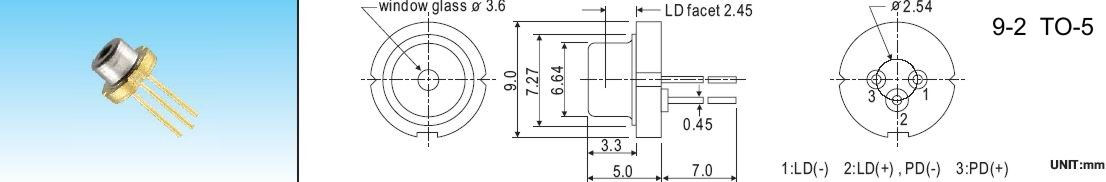 window glass ø 3.6
LD facet 2.45
ø 2.54
9-2 TO-5
9.0
7.27
6.64
0.45
3.3
5.0
7.0
3
1
2
1:LD(-) 2:LD(+) , PD(-) 3:PD(+)
UNIT:mm